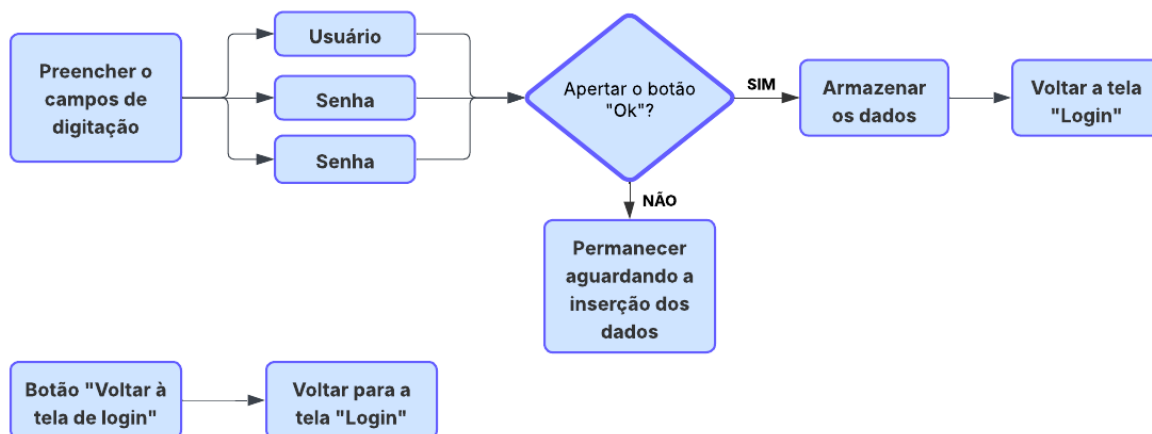 Preencher o
campos de
digitação
Usuário
Senha
Senha
Apertar o botão
"Ok"?
SIM
Armazenar
os dados
Voltar a tela
"Login"
NÃO
Permanecer
aguardando a
inserção dos
dados
Botão "Voltar à
tela de login"
Voltar para a
tela "Login"